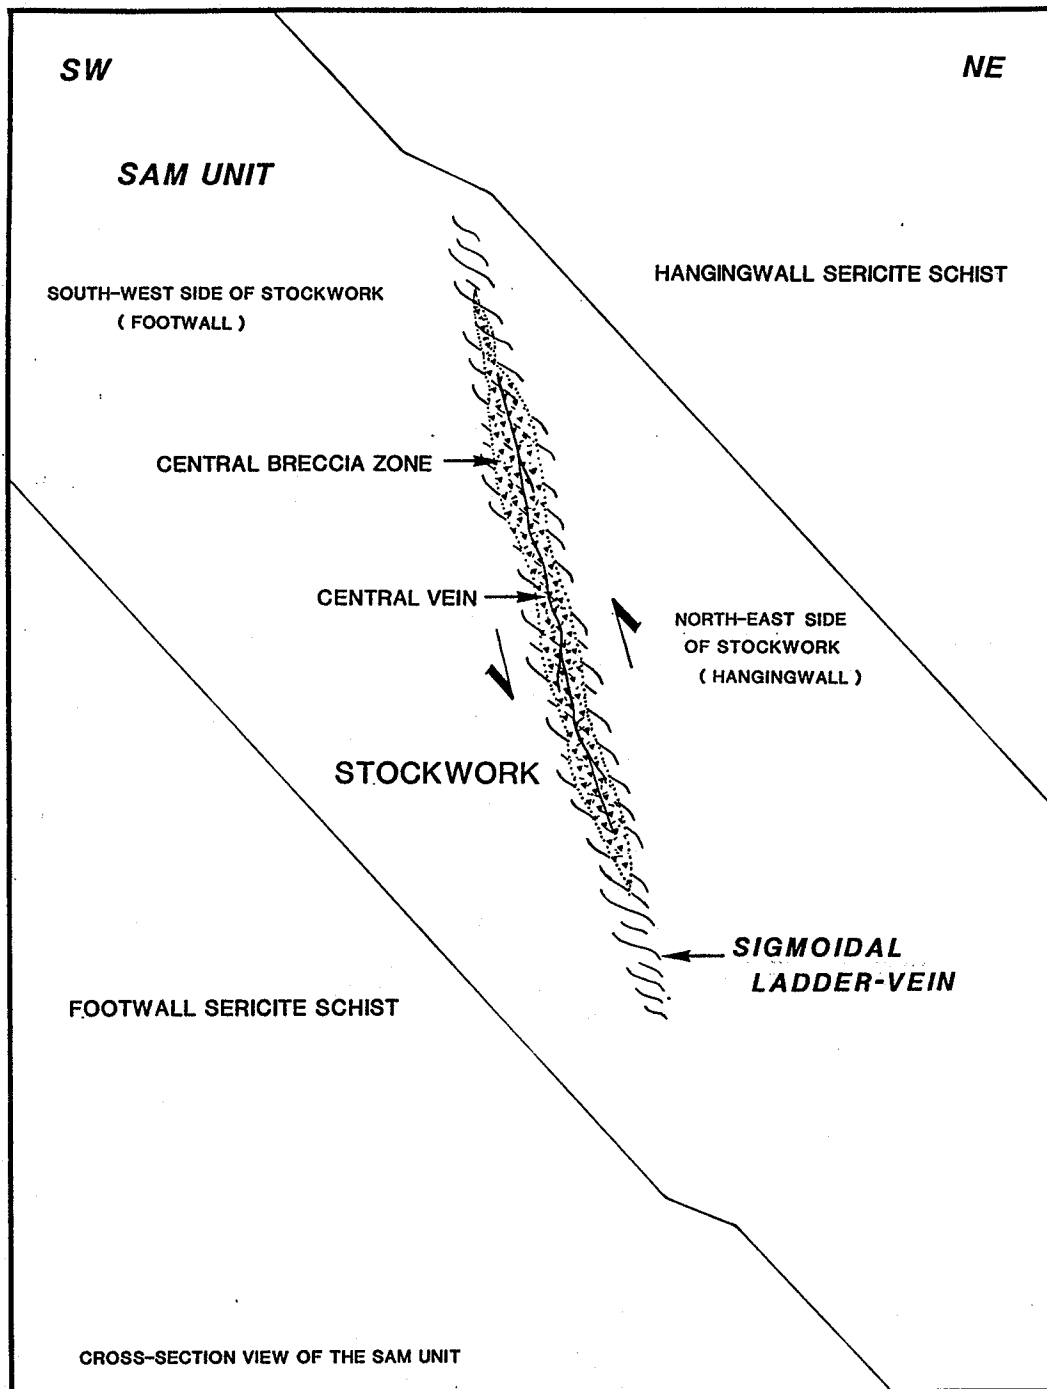 SW
NE
SAM UNIT
HANGINGWALL SERICITE SCHIST
SOUTH-WEST SIDE OF STOCKWORK
( FOOTWALL )
CENTRAL BRECCIA ZONE
CENTRAL VEIN
NORTH-EAST SIDE
OF STOCKWORK
( HANGINGWALL )
STOCKWORK
SIGMOIDAL
LADDER-VEIN
FOOTWALL SERICITE SCHIST
CROSS-SECTION VIEW OF THE SAM UNIT